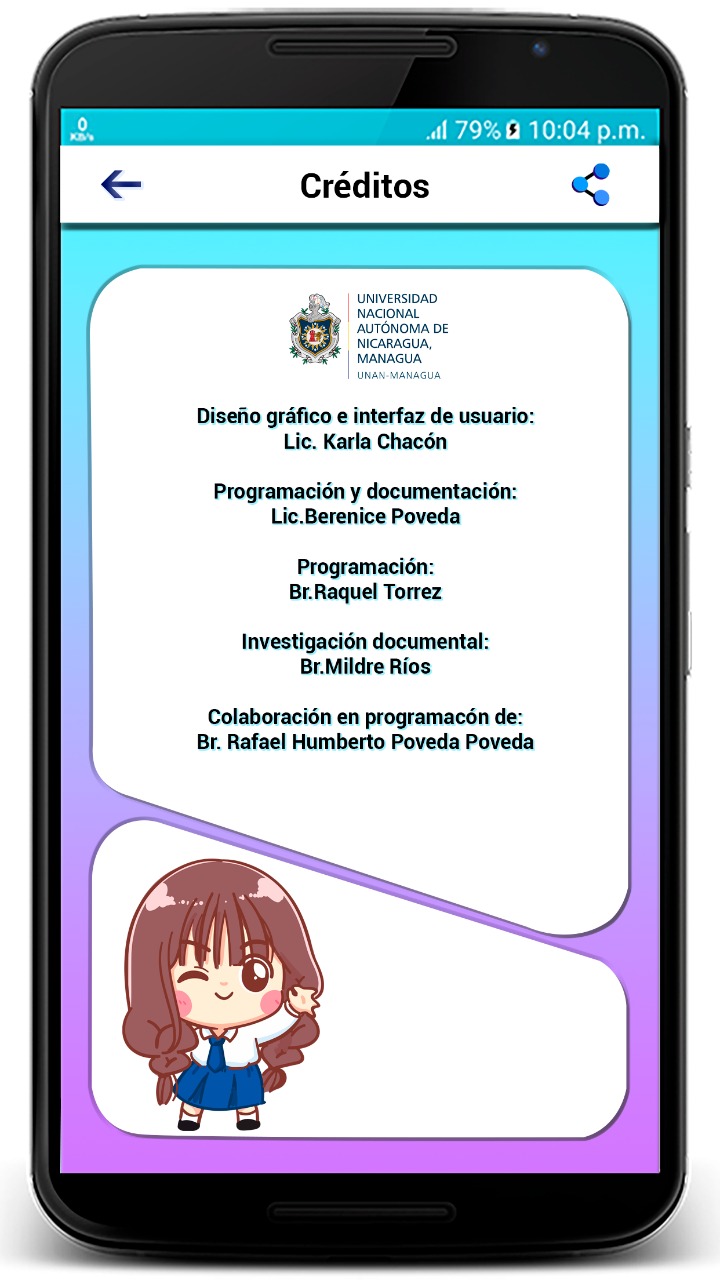 0
KB/s
79% 10:04 p.m.
Créditos
UNIVERSIDAD
NACIONAL
AUTÓNOMA DE
NICARAGUA,
MANAGUA
UNAN-MANAGUA
Diseño gráfico e interfaz de usuario:
Lic. Karla Chacón
Programación y documentación:
Lic.Berenice Poveda
Programación:
Br.Raquel Torrez
Investigación documental:
Br.Mildre Ríos
Colaboración en programacón de:
Br. Rafael Humberto Poveda Poveda